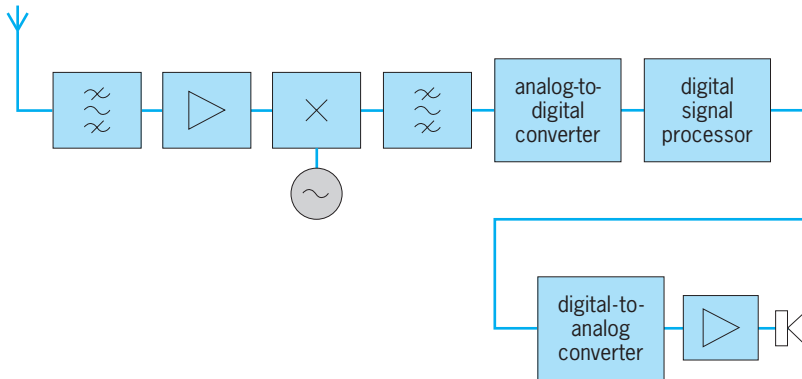 analog-to-
digital
converter
digital
signal
processor
digital-to-
analog
converter